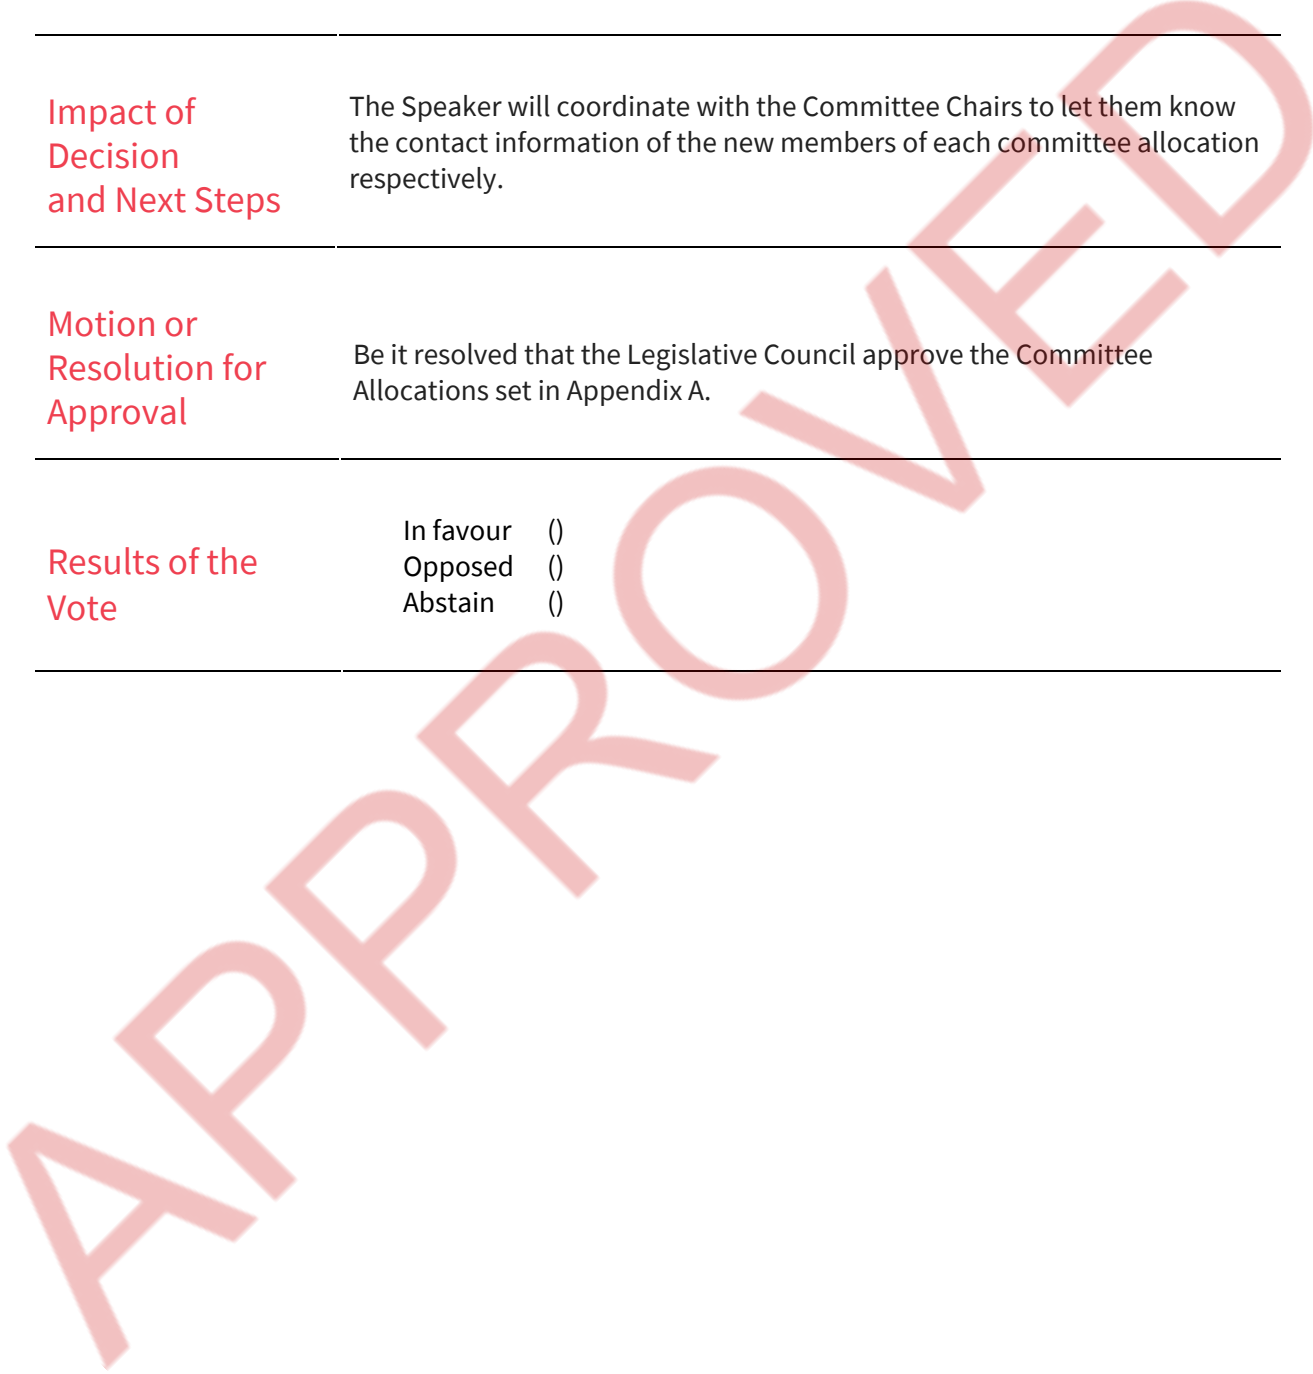 Impact of
Decision
and Next Steps
The Speaker will coordinate with the Committee Chairs to let them know
the contact information of the new members of each committee allocation
respectively.
Motion or
Resolution for
Approval
Be it resolved that the Legislative Council approve the Committee
Allocations set in Appendix A.
Results of the
Vote
In favour ()
Opposed ()
Abstain ()
APPROVED